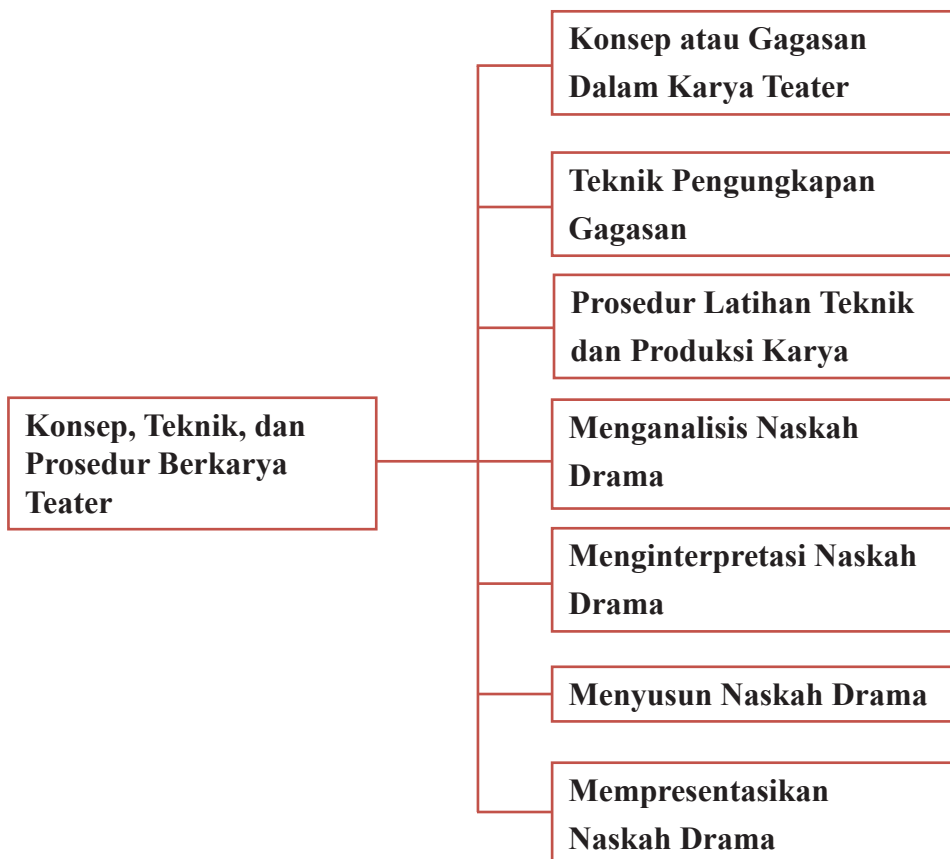 Konsep, Teknik, dan
Prosedur Berkarya
Teater
Konsep atau Gagasan
Dalam Karya Teater
Teknik Pengungkapan
Gagasan
Prosedur Latihan Teknik
dan Produksi Karya
Menganalisis Naskah
Drama
Menginterpretasi Naskah
Drama
Menyusun Naskah Drama
Mempresentasikan
Naskah Drama